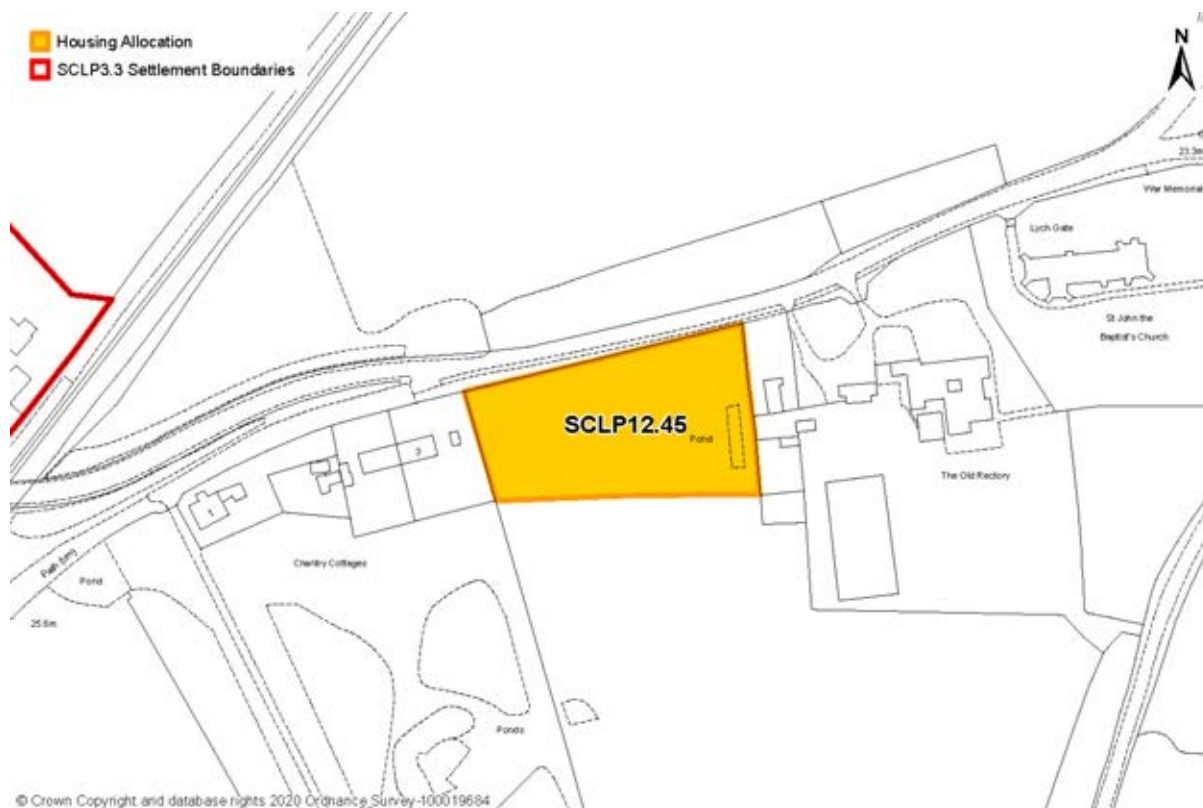 Housing Allocation
SCLP3.3 Settlement Boundaries
N
23.3m
War Memorial
Lych Gate
St John the
Baptist's Church
SCLP12.45
Pond
3
The Old Rectory
1
Chantry Cottages
Path (um)
Pond
25.6m
Ponds
© Crown Copyright and database rights 2020 Ordnance Survey 100019684